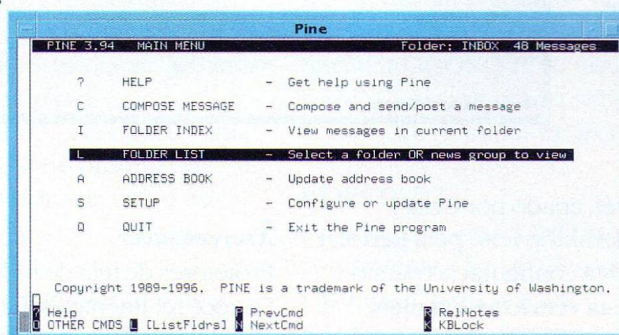 Pine
PINE 3.94 MAIN MENU Folder: INBOX 48 Messages
? HELP - Get help using Pine
C COMPOSE MESSAGE - Compose and send/post a message
I FOLDER INDEX - View messages in current folder
L FOLDER LIST - Select a folder OR news group to view
A ADDRESS BOOK - Update address book
S SETUP - Configure or update Pine
Q QUIT - Exit the Pine program
Copyright 1989-1996. PINE is a trademark of the University of Washington.
? Help P PrevCmd R RelNotes
O OTHER CMDS L [ListFldrs] N NextCmd K KBLock